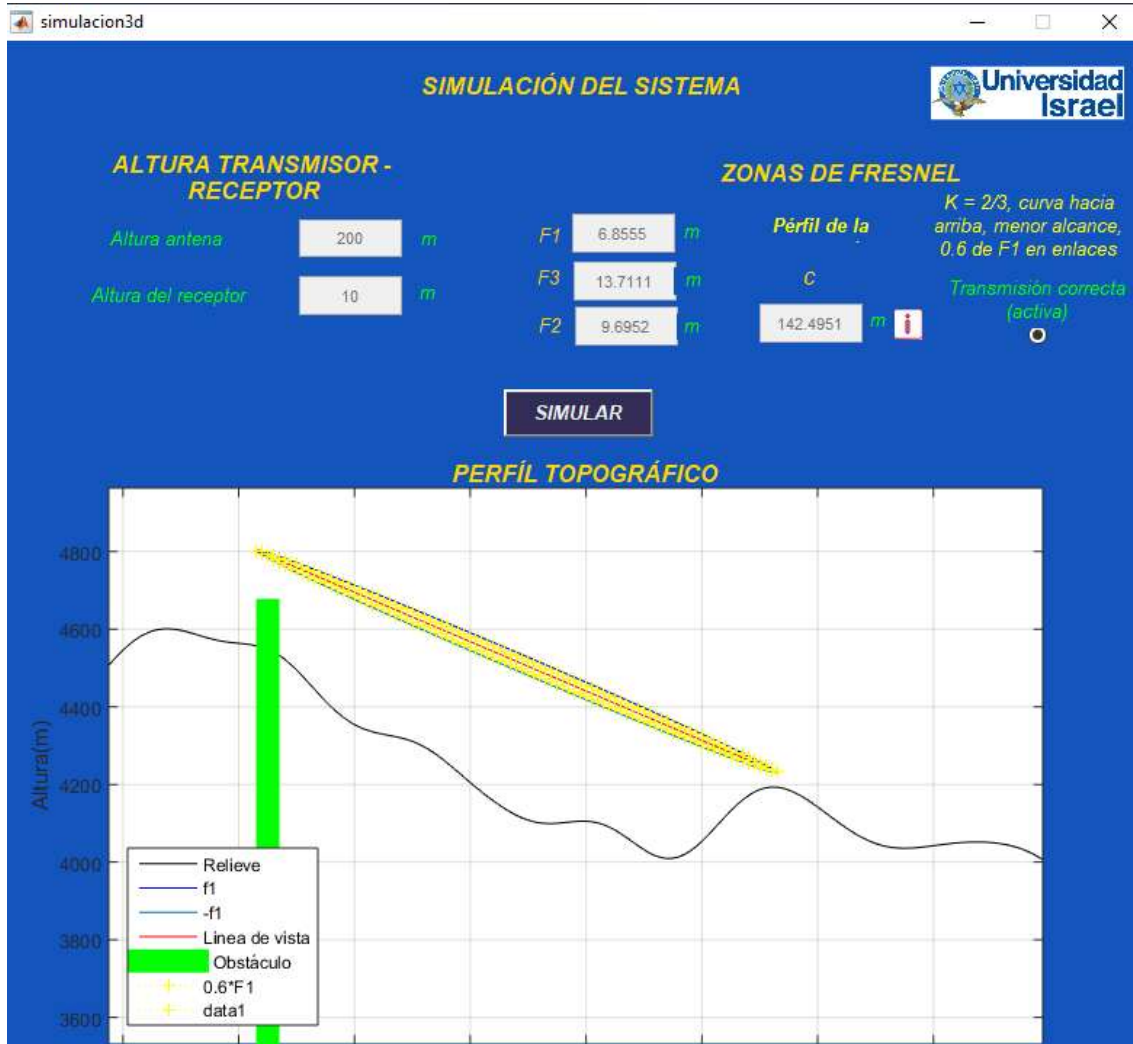 simulacion3d
SIMULACIÓN DEL SISTEMA
Universidad
Israel
ALTURA TRANSMISOR -
RECEPTOR
Altura antena 200 m
Altura del receptor 10 m
ZONAS DE FRESNEL
F1 6.8555 m
F3 13.7111 m
F2 9.6952 m
Pérfil de la
C
142.4951 m i
K = 2/3, curva hacia
arriba, menor alcance,
0.6 de F1 en enlaces
Transmisión correcta
(activa)
SIMULAR
PERFÍL TOPOGRÁFICO
Altura(m)
4800
4600
4400
4200
4000
3800
3600
Relieve
f1
-f1
Linea de vista
Obstáculo
0.6*F1
data1